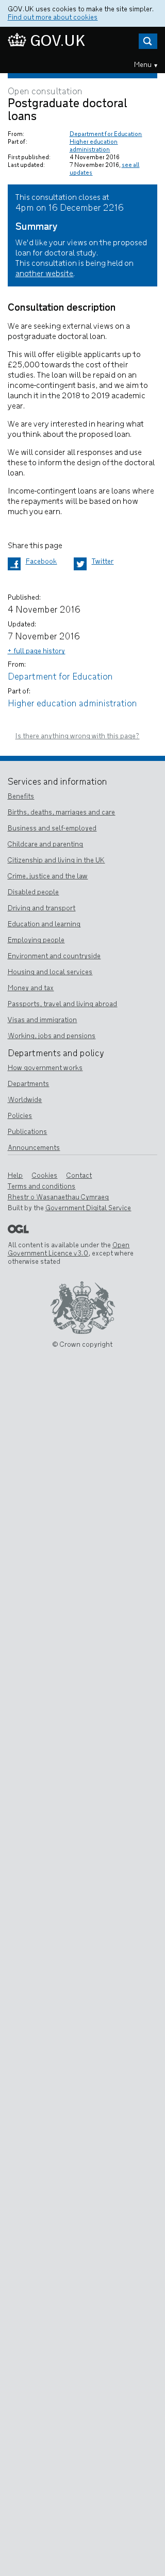 GOV.UK uses cookies to make the site simpler.
Find out more about cookies
GOV.UK
Menu ▾
Open consultation
Postgraduate doctoral
loans
From: Department for Education
Part of: Higher education
administration
First published: 4 November 2016
Last updated: 7 November 2016, see all
updates
This consultation closes at
4pm on 16 December 2216
Summary
We'd like your views on the proposed
loan for doctoral study.
This consultation is being held on
another website.
Consultation description
We are seeking external views on a
postgraduate doctoral loan.
This will offer eligible applicants up to
£25,000 towards the cost of their
studies. The loan will be repaid on an
income-contingent basis, and we aim to
launch it in the 2018 to 2019 academic
year.
We are very interested in hearing what
you think about the proposed loan.
We will consider all responses and use
these to inform the design of the doctoral
loan.
Income-contingent loans are loans where
the repayments will be based on how
much you earn.
Share this page
Facebook Twitter
Published:
4 November 2016
Updated:
7 November 2016
+ full page history
From:
Department for Education
Part of:
Higher education administration
Is there anything wrong with this page?
Services and information
Benefits
Births, deaths, marriages and care
Business and self-employed
Childcare and parenting
Citizenship and living in the UK
Crime, justice and the law
Disabled people
Driving and transport
Education and learning
Employing people
Environment and countryside
Housing and local services
Money and tax
Passports, travel and living abroad
Visas and immigration
Working, jobs and pensions
Departments and policy
How government works
Departments
Worldwide
Policies
Publications
Announcements
Help Cookies Contact
Terms and conditions
Rhestr o Wasanaethau Cymraeg
Built by the Government Digital Service
OGL
All content is available under the Open
Government Licence v3.0, except where
otherwise stated
© Crown copyright